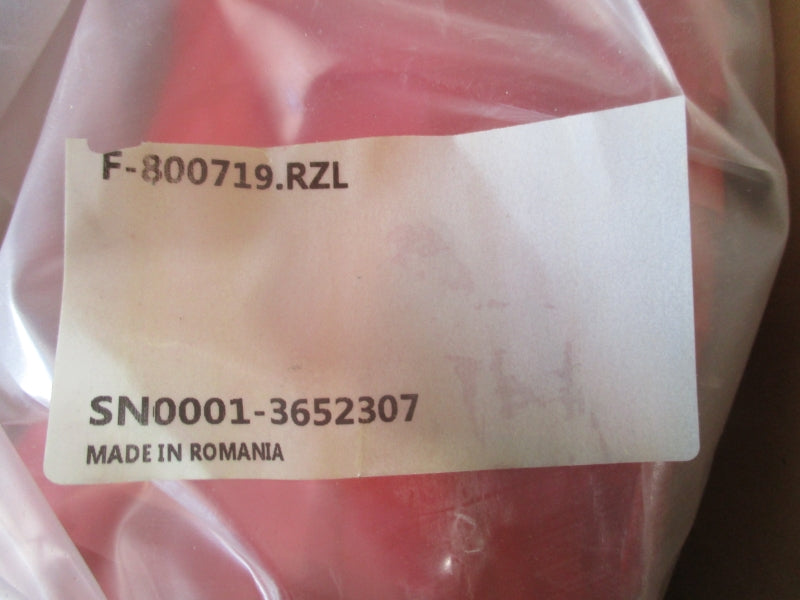 F-800719.RZL
SN0001-3652307
MADE IN ROMANIA